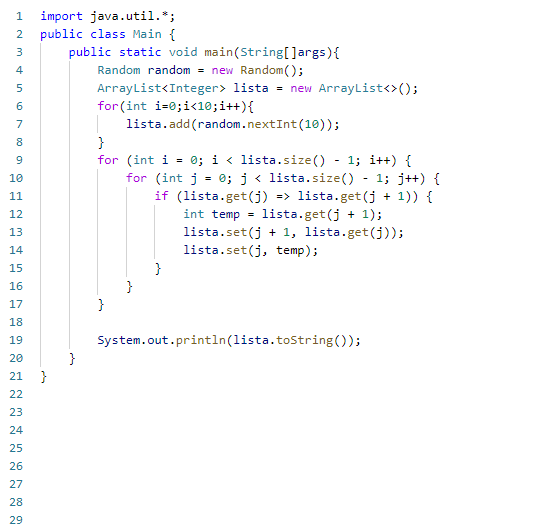 1 import java.util.*;
2 public class Main {
3     public static void main(String[]args){
4         Random random = new Random();
5         ArrayList<Integer> lista = new ArrayList<>();
6         for(int i=0;i<10;i++){
7             lista.add(random.nextInt(10));
8         }
9         for (int i = 0; i < lista.size() - 1; i++) {
10             for (int j = 0; j < lista.size() - 1; j++) {
11                 if (lista.get(j) => lista.get(j + 1)) {
12                     int temp = lista.get(j + 1);
13                     lista.set(j + 1, lista.get(j));
14                     lista.set(j, temp);
15                 }
16             }
17         }
18
19         System.out.println(lista.toString());
20     }
21 }
22
23
24
25
26
27
28
29